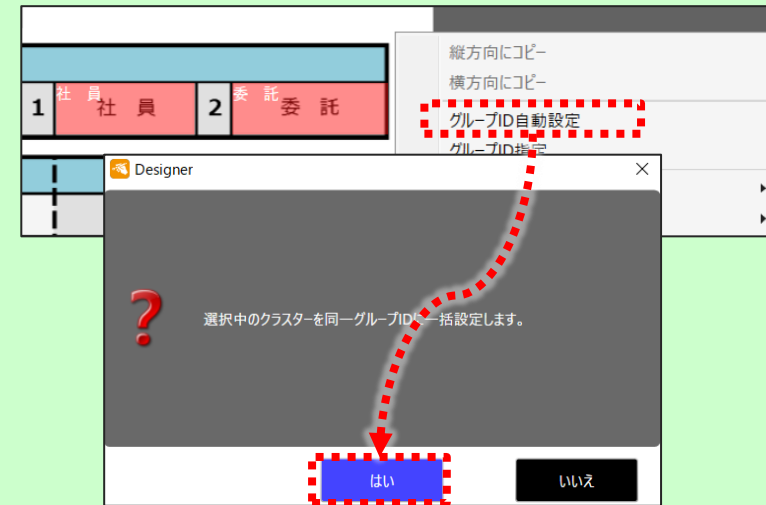 縦方向にコピー
横方向にコピー
グループID自動設定
グループID指定
1 社員 社 員 2 委託 委 託
Designer
選択中のクラスターを同一グループIDに一括設定します。
はい いいえ